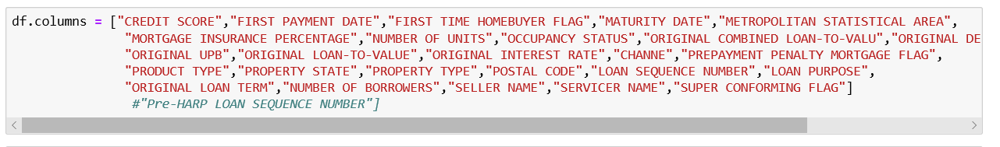 df.columns = ["CREDIT SCORE","FIRST PAYMENT DATE","FIRST TIME HOMEBUYER FLAG","MATURITY DATE","METROPOLITAN STATISTICAL AREA",
"MORTGAGE INSURANCE PERCENTAGE","NUMBER OF UNITS","OCCUPANCY STATUS","ORIGINAL COMBINED LOAN-TO-VALU","ORIGINAL DE
"ORIGINAL UPB","ORIGINAL LOAN-TO-VALUE","ORIGINAL INTEREST RATE","CHANNE","PREPAYMENT PENALTY MORTGAGE FLAG",
"PRODUCT TYPE","PROPERTY STATE","PROPERTY TYPE","POSTAL CODE","LOAN SEQUENCE NUMBER","LOAN PURPOSE",
"ORIGINAL LOAN TERM","NUMBER OF BORROWERS","SELLER NAME","SERVICER NAME","SUPER CONFORMING FLAG"]
#"Pre-HARP LOAN SEQUENCE NUMBER"]